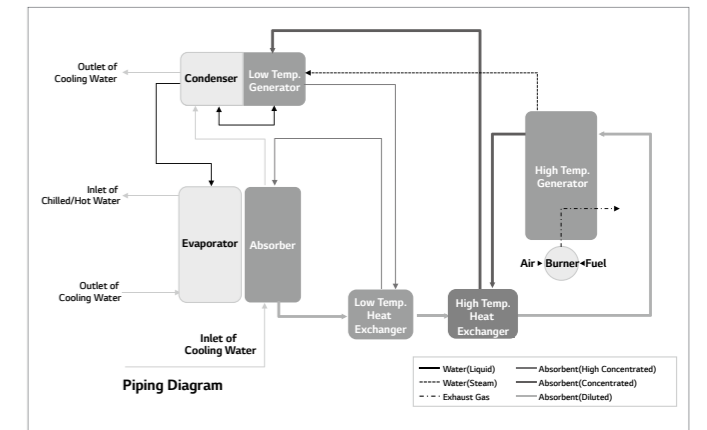 Outlet of
Cooling Water
Condenser
Low Temp.
Generator
High Temp.
Generator
Inlet of
Chilled/Hot Water
Evaporator
Absorber
Outlet of
Cooling Water
Air
Burner
Fuel
Low Temp.
Heat
Exchanger
High Temp.
Heat
Exchanger
Inlet of
Cooling Water
Piping Diagram
Water(Liquid)
Absorbent(High Concentrated)
Water(Steam)
Absorbent(Concentrated)
Exhaust Gas
Absorbent(Diluted)